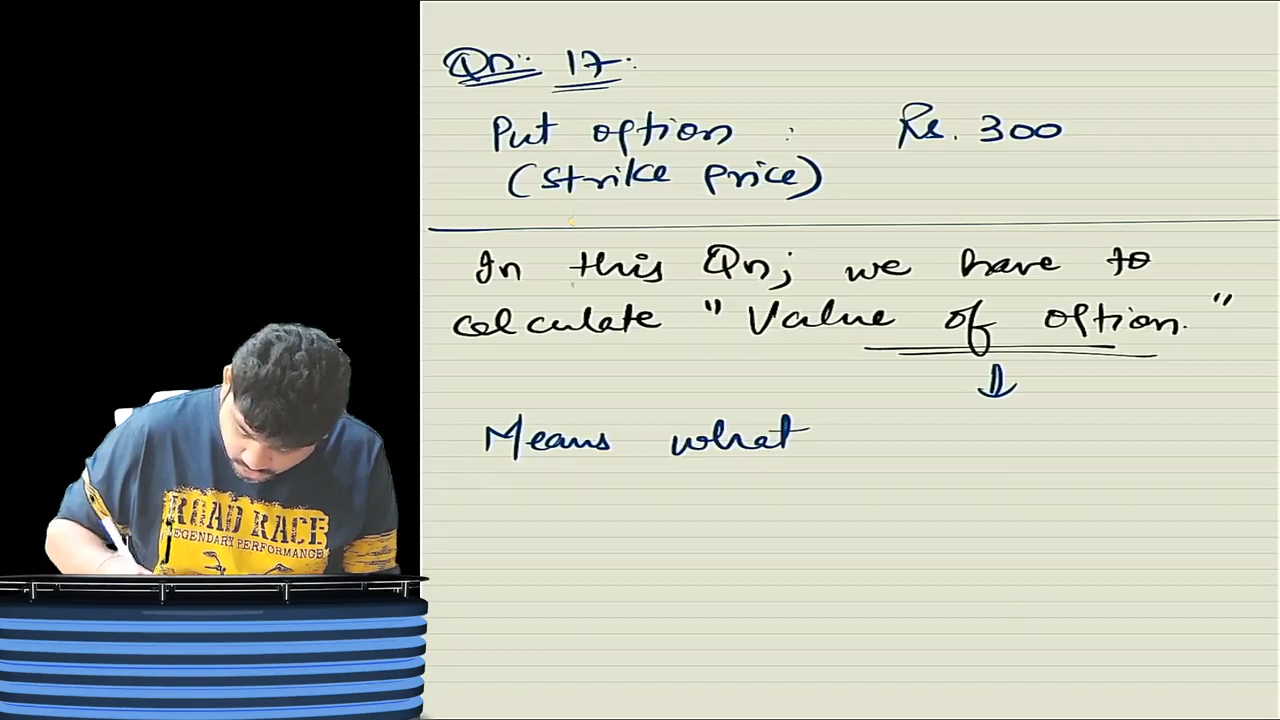 Qn: 17:
Put option : Rs. 300
(strike price)
In this Qn; we have to
calculate "Value of option."
Means what
ROAD RACE
LEGENDARY PERFORMANCE